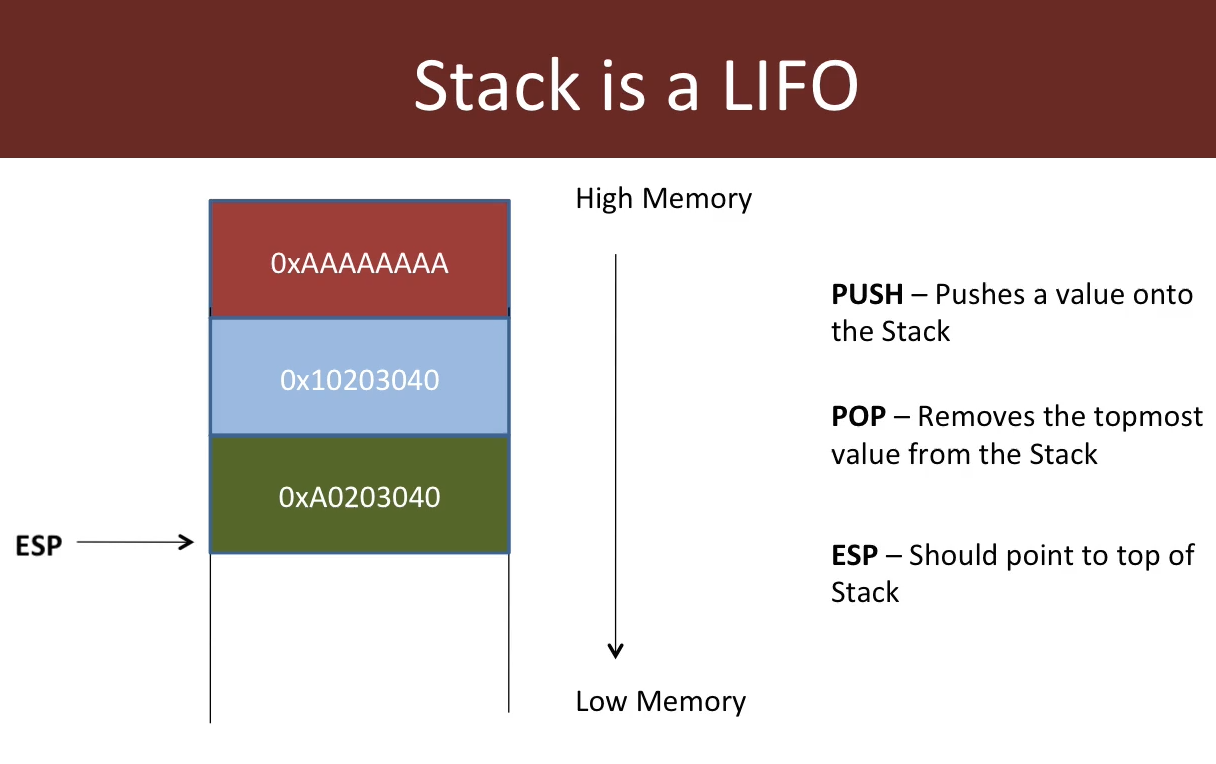 Stack is a LIFO
High Memory
0xAAAAAAAA
PUSH – Pushes a value onto
the Stack
0x10203040
POP – Removes the topmost
value from the Stack
0xA0203040
ESP
ESP – Should point to top of
Stack
Low Memory